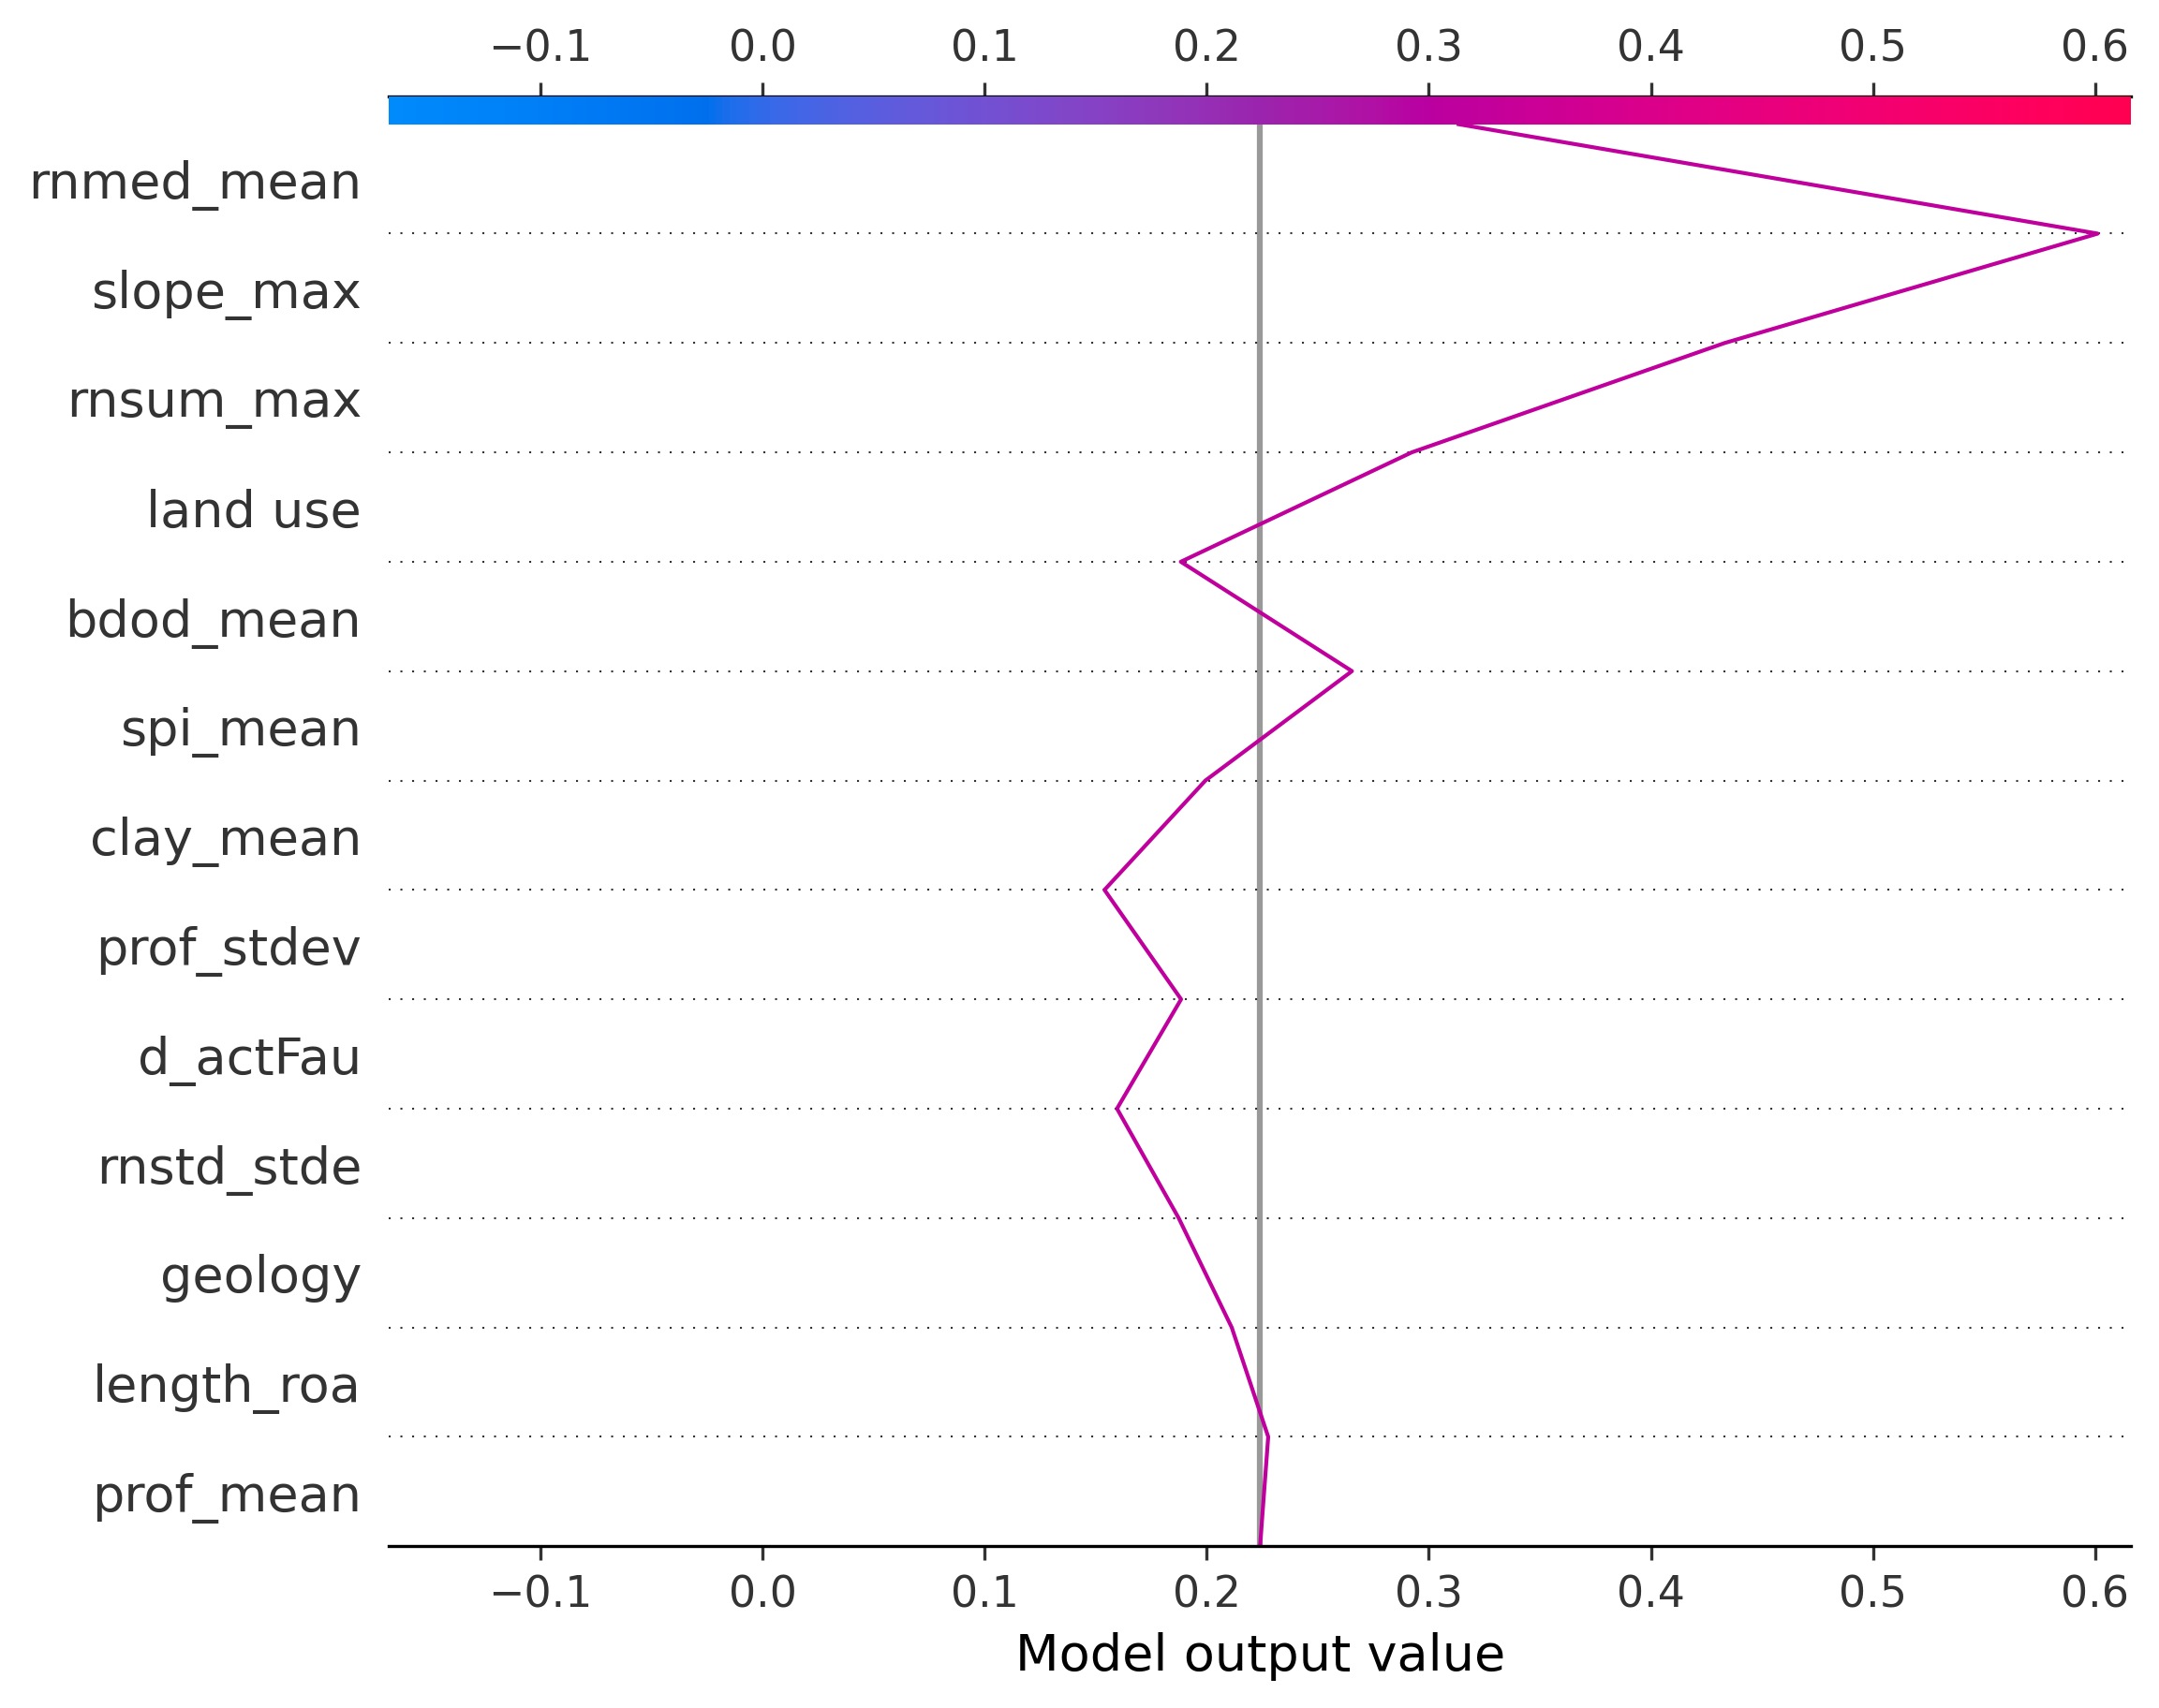 −0.1 0.0 0.1 0.2 0.3 0.4 0.5 0.6
rnmed_mean
slope_max
rnsum_max
land use
bdod_mean
spi_mean
clay_mean
prof_stdev
d_actFau
rnstd_stde
geology
length_roa
prof_mean
−0.1 0.0 0.1 0.2 0.3 0.4 0.5 0.6
Model output value